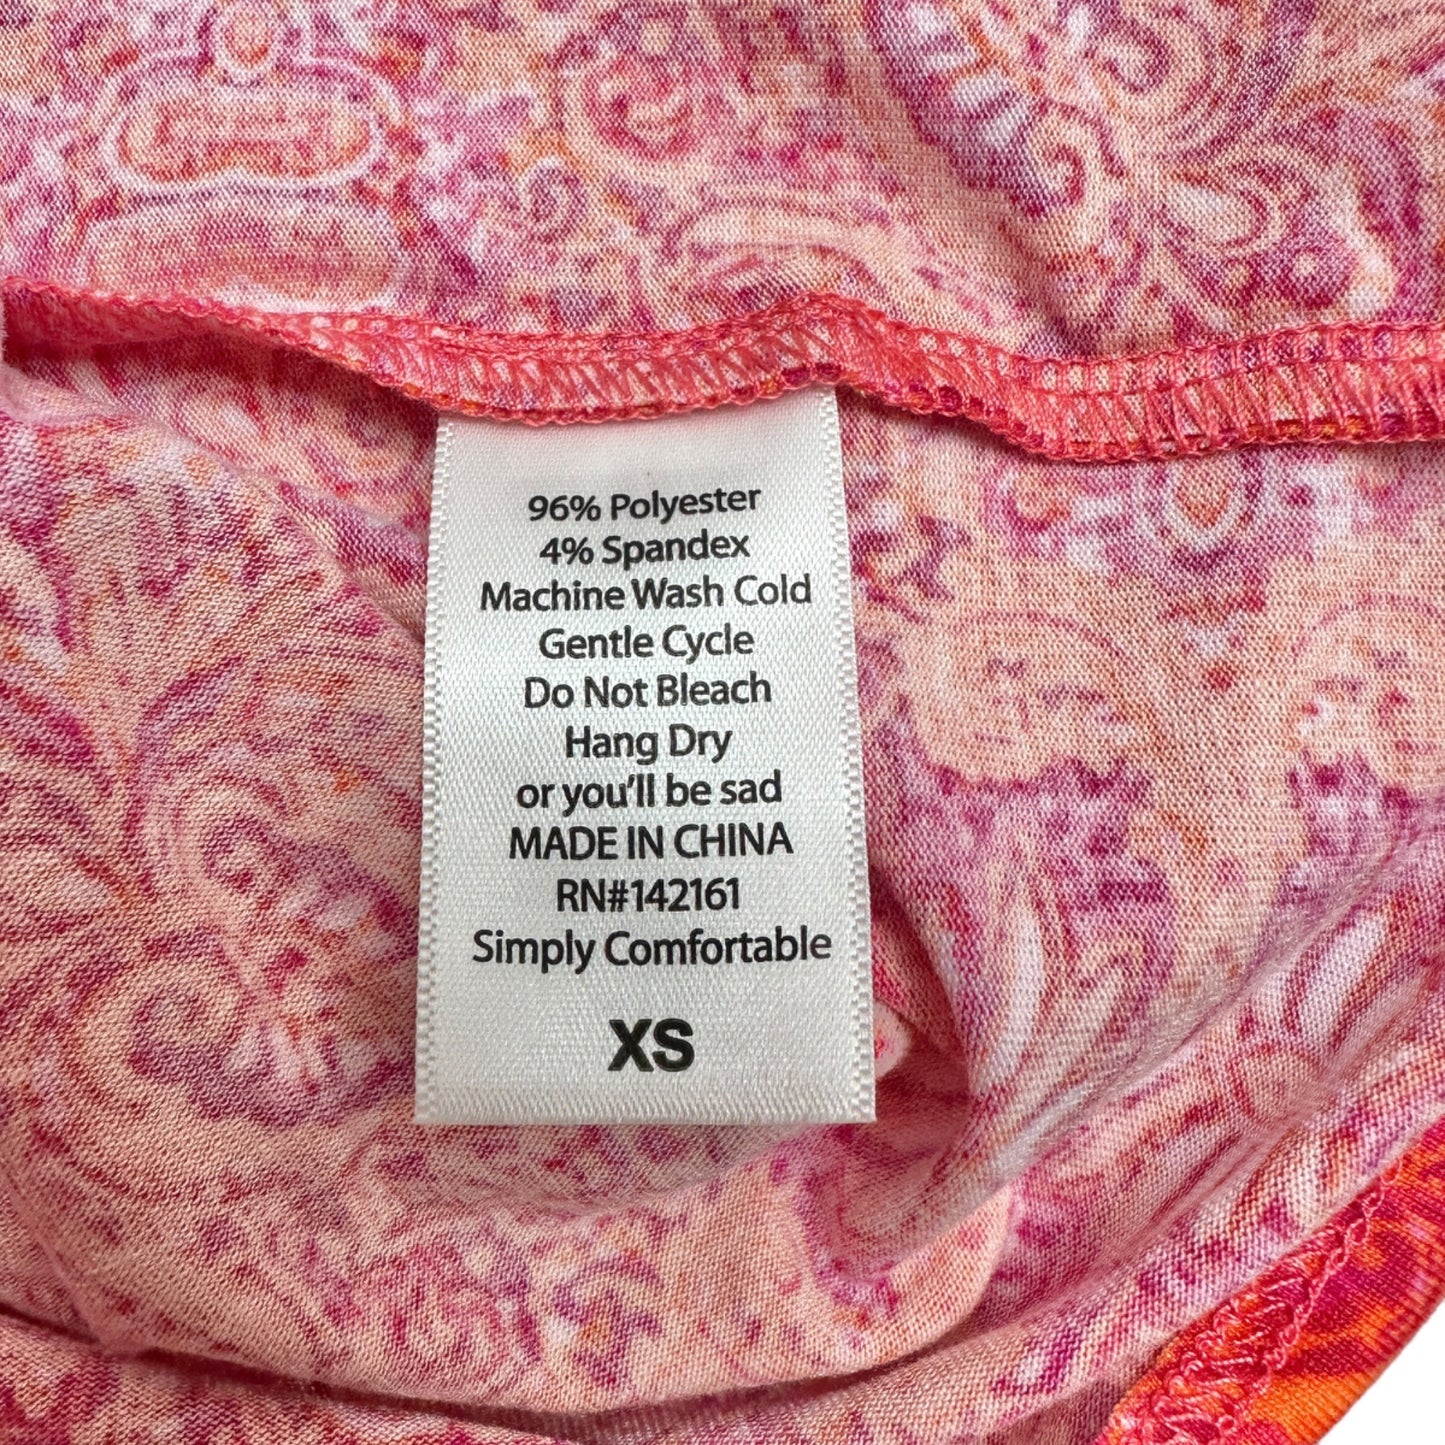 96% Polyester
4% Spandex
Machine Wash Cold
Gentle Cycle
Do Not Bleach
Hang Dry
or you'll be sad
MADE IN CHINA
RN#142161
Simply Comfortable
XS